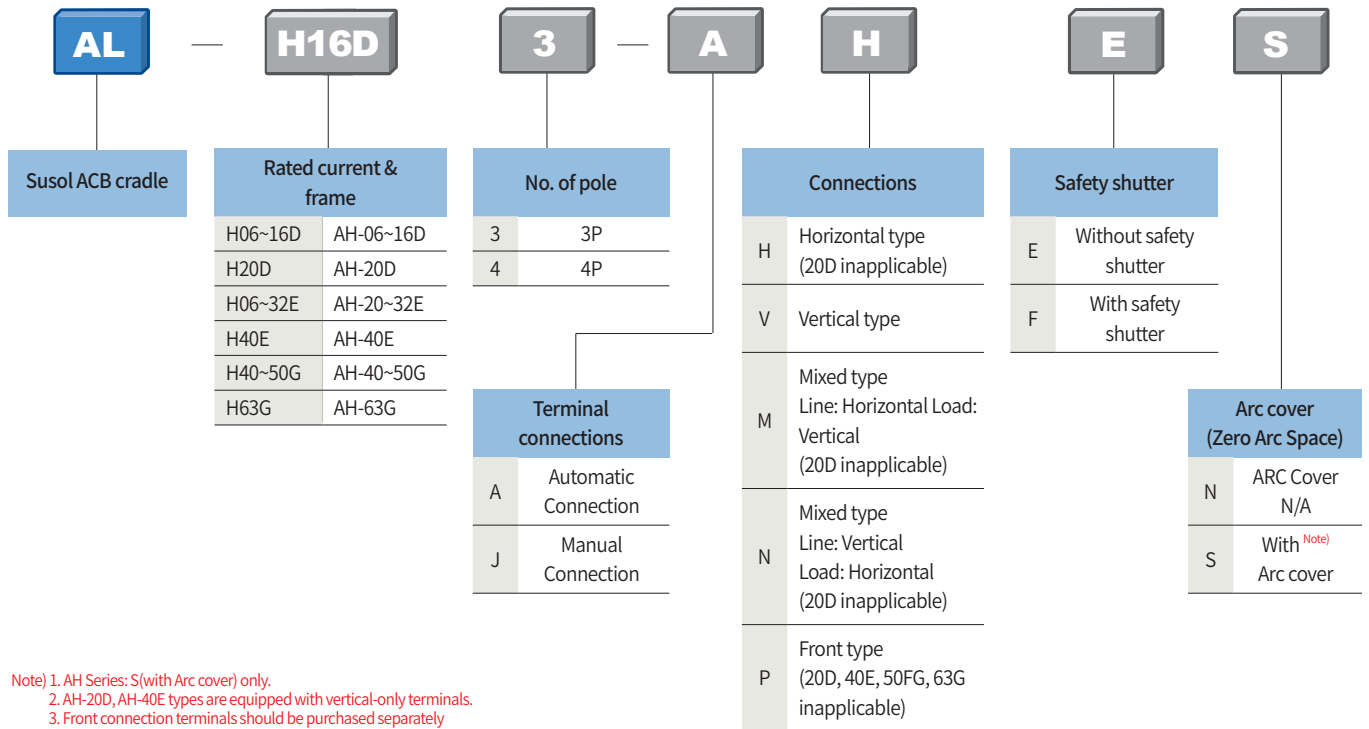 AL — H16D 3 — A H E S
Susol ACB cradle
Rated current &
frame
H06~16D AH-06~16D
H20D AH-20D
H06~32E AH-20~32E
H40E AH-40E
H40~50G AH-40~50G
H63G AH-63G
No. of pole
3 3P
4 4P
Terminal
connections
A Automatic
Connection
J Manual
Connection
Connections
H Horizontal type
(20D inapplicable)
V Vertical type
M Mixed type
Line: Horizontal Load:
Vertical
(20D inapplicable)
N Mixed type
Line: Vertical
Load: Horizontal
(20D inapplicable)
P Front type
(20D, 40E, 50FG, 63G
inapplicable)
Safety shutter
E Without safety
shutter
F With safety
shutter
Arc cover
(Zero Arc Space)
N ARC Cover
N/A
S With Note)
Arc cover
Note) 1. AH Series: S(with Arc cover) only.
2. AH-20D, AH-40E types are equipped with vertical-only terminals.
3. Front connection terminals should be purchased separately